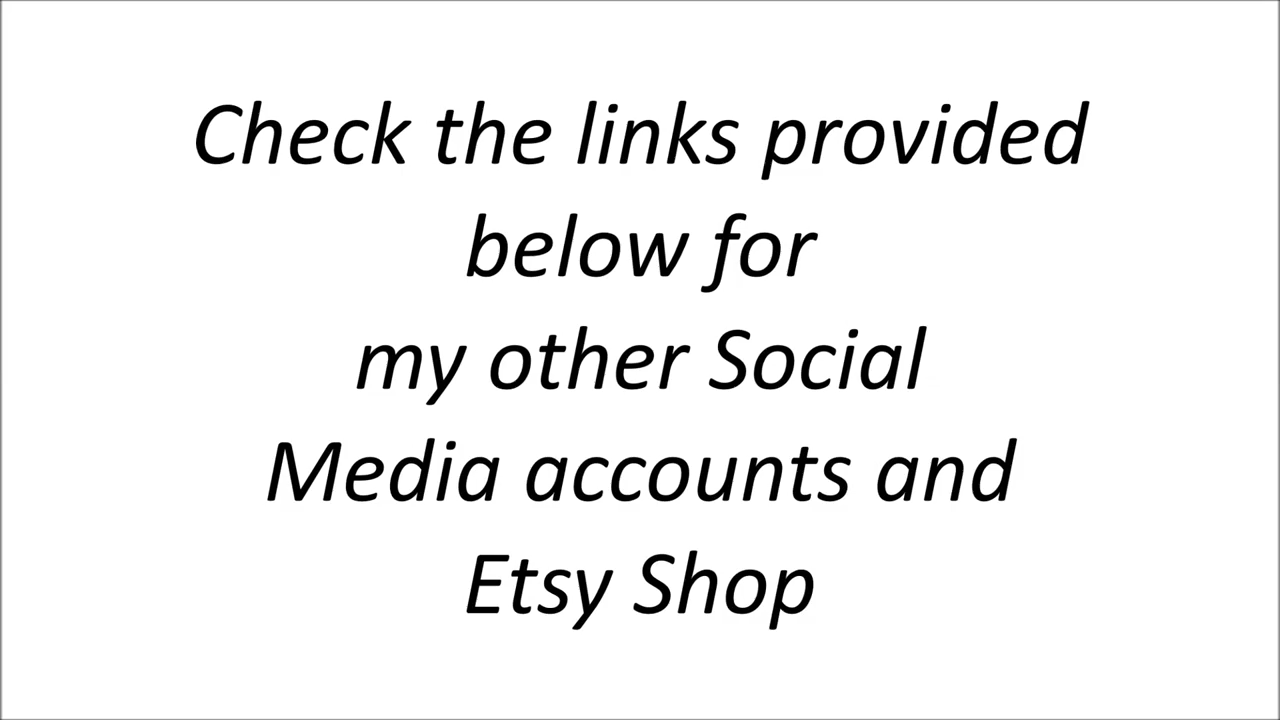 Check the links provided
below for
my other Social
Media accounts and
Etsy Shop